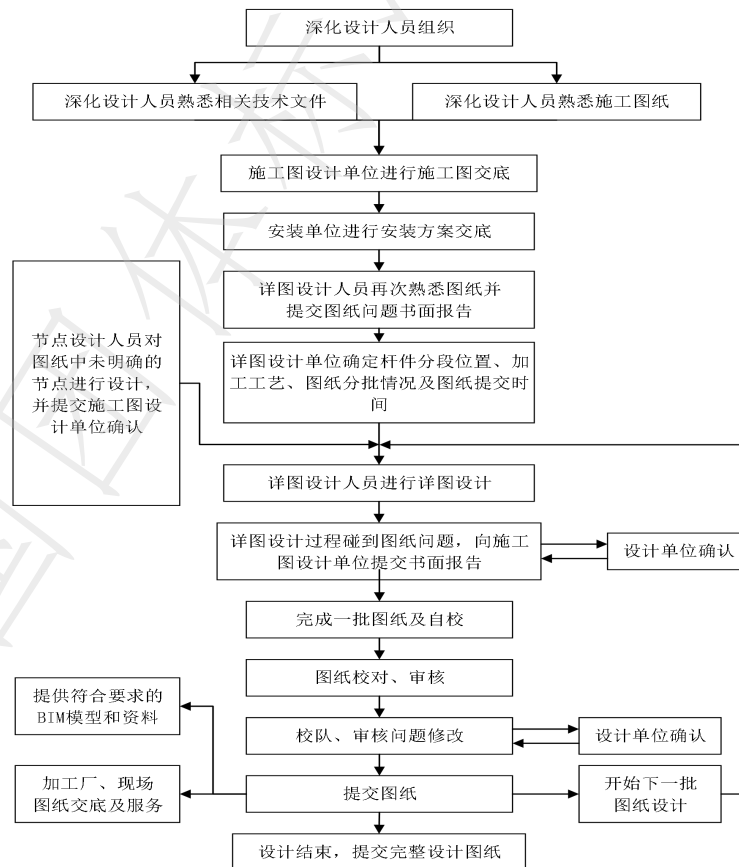 深化设计人员组织
深化设计人员熟悉相关技术文件
深化设计人员熟悉施工图纸
施工图设计单位进行施工图交底
安装单位进行安装方案交底
详图设计人员再次熟悉图纸并
提交图纸问题书面报告
节点设计人员对
图纸中未明确的
节点进行设计，
并提交施工图设
计单位确认
详图设计单位确定杆件分段位置、加
工工艺、图纸分批情况及图纸提交时
间
详图设计人员进行详图设计
详图设计过程碰到图纸问题，向施工
图设计单位提交书面报告
设计单位确认
完成一批图纸及自校
图纸校对、审核
提供符合要求的
BIM模型和资料
校队、审核问题修改
设计单位确认
加工厂、现场
图纸交底及服务
提交图纸
开始下一批
图纸设计
设计结束，提交完整设计图纸
国团体标